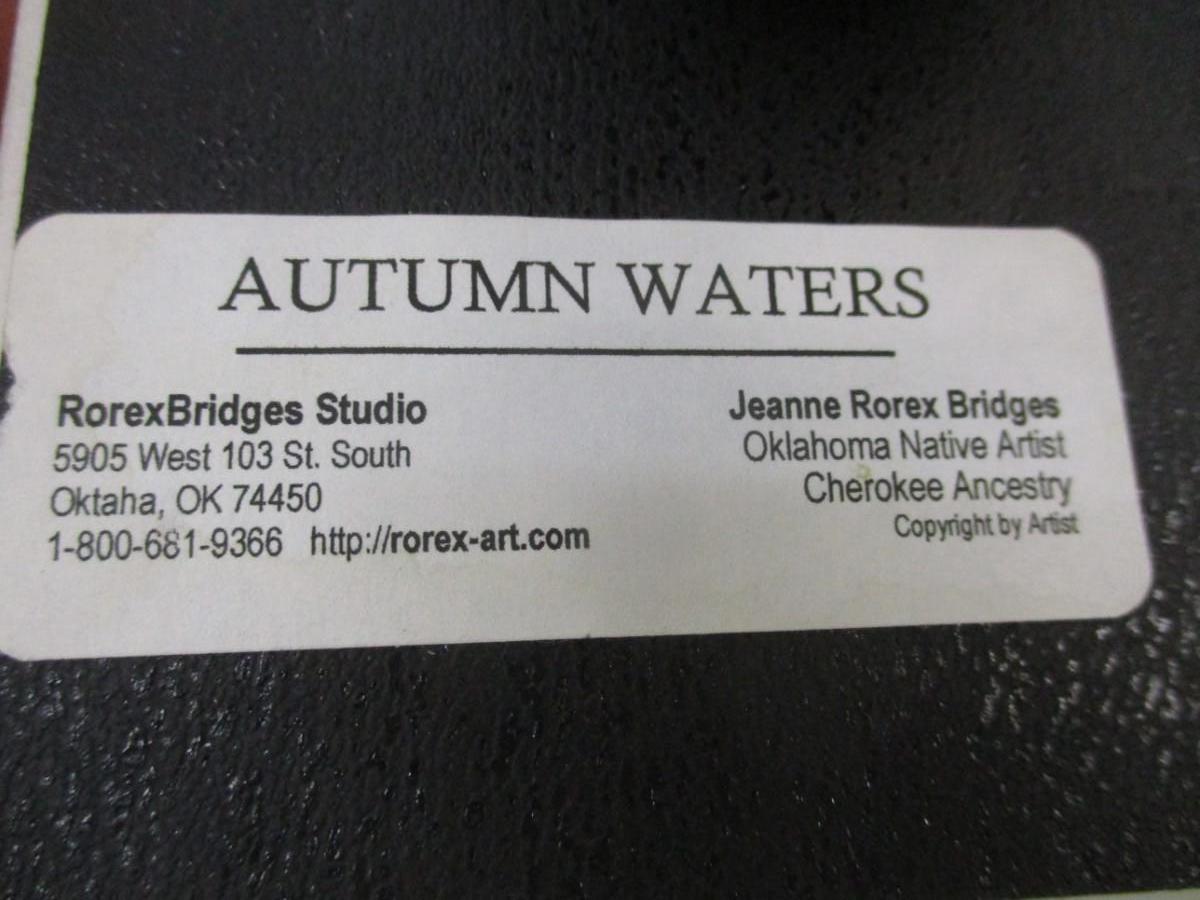 AUTUMN WATERS
RorexBridges Studio
5905 West 103 St. South
Oktaha, OK 74450
1-800-681-9366 http://rorex-art.com
Jeanne Rorex Bridges
Oklahoma Native Artist
Cherokee Ancestry
Copyright by Artist